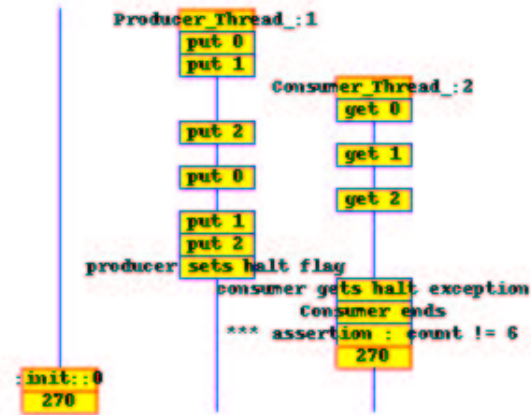 Producer_Thread_:1
put 0
put 1
Consumer_Thread_:2
get 0
put 2
get 1
put 0
get 2
put 1
put 2
producer sets halt flag
consumer gets halt exception
Consumer ends
*** assertion : count != 6
270
:init::0
270